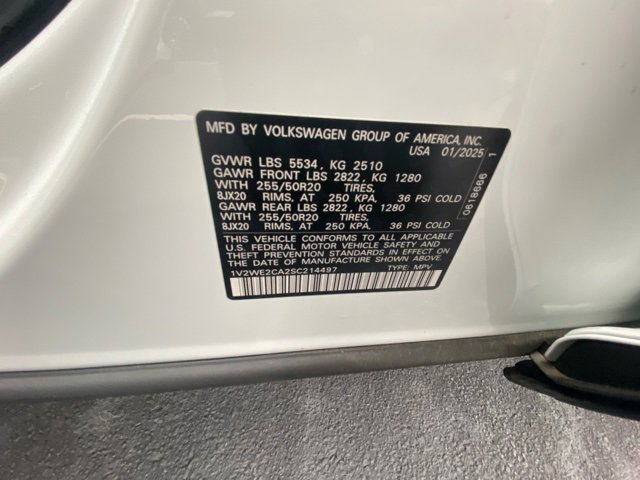 MFD BY VOLKSWAGEN GROUP OF AMERICA, INC.
USA 01/2025
GVWR LBS 5534, KG 2510
GAWR FRONT LBS 2822, KG 1280
WITH 255/50R20 TIRES,
8JX20 RIMS, AT 250 KPA, 36 PSI COLD
GAWR REAR LBS 2822, KG 1280
WITH 255/50R20 TIRES,
8JX20 RIMS, AT 250 KPA, 36 PSI COLD
THIS VEHICLE CONFORMS TO ALL APPLICABLE
U.S. FEDERAL MOTOR VEHICLE SAFETY AND
THEFT PREVENTION STANDARDS IN EFFECT ON
THE DATE OF MANUFACTURE SHOWN ABOVE.
1V2WE2CA2SC214497 TYPE: MPV
0618666 1